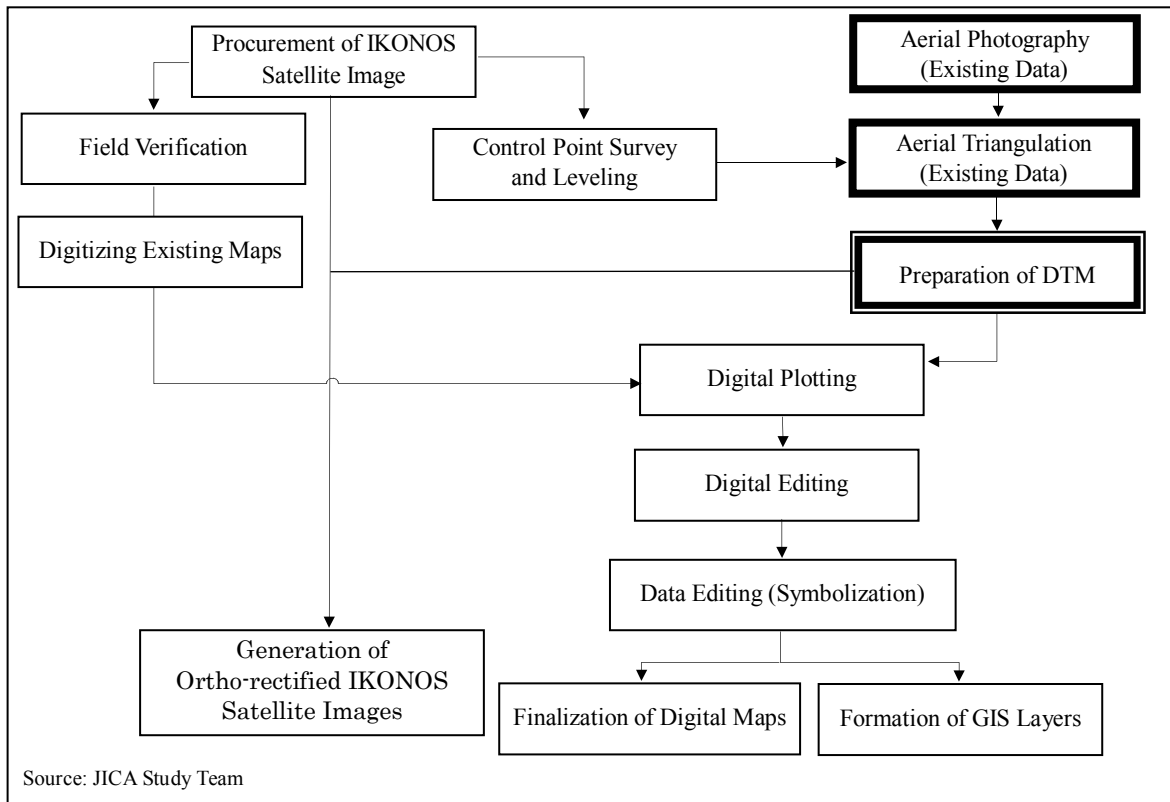 Procurement of IKONOS
Satellite Image
Aerial Photography
(Existing Data)
Field Verification
Control Point Survey
and Leveling
Aerial Triangulation
(Existing Data)
Digitizing Existing Maps
Preparation of DTM
Digital Plotting
Digital Editing
Data Editing (Symbolization)
Generation of
Ortho-rectified IKONOS
Satellite Images
Finalization of Digital Maps
Formation of GIS Layers
Source: JICA Study Team